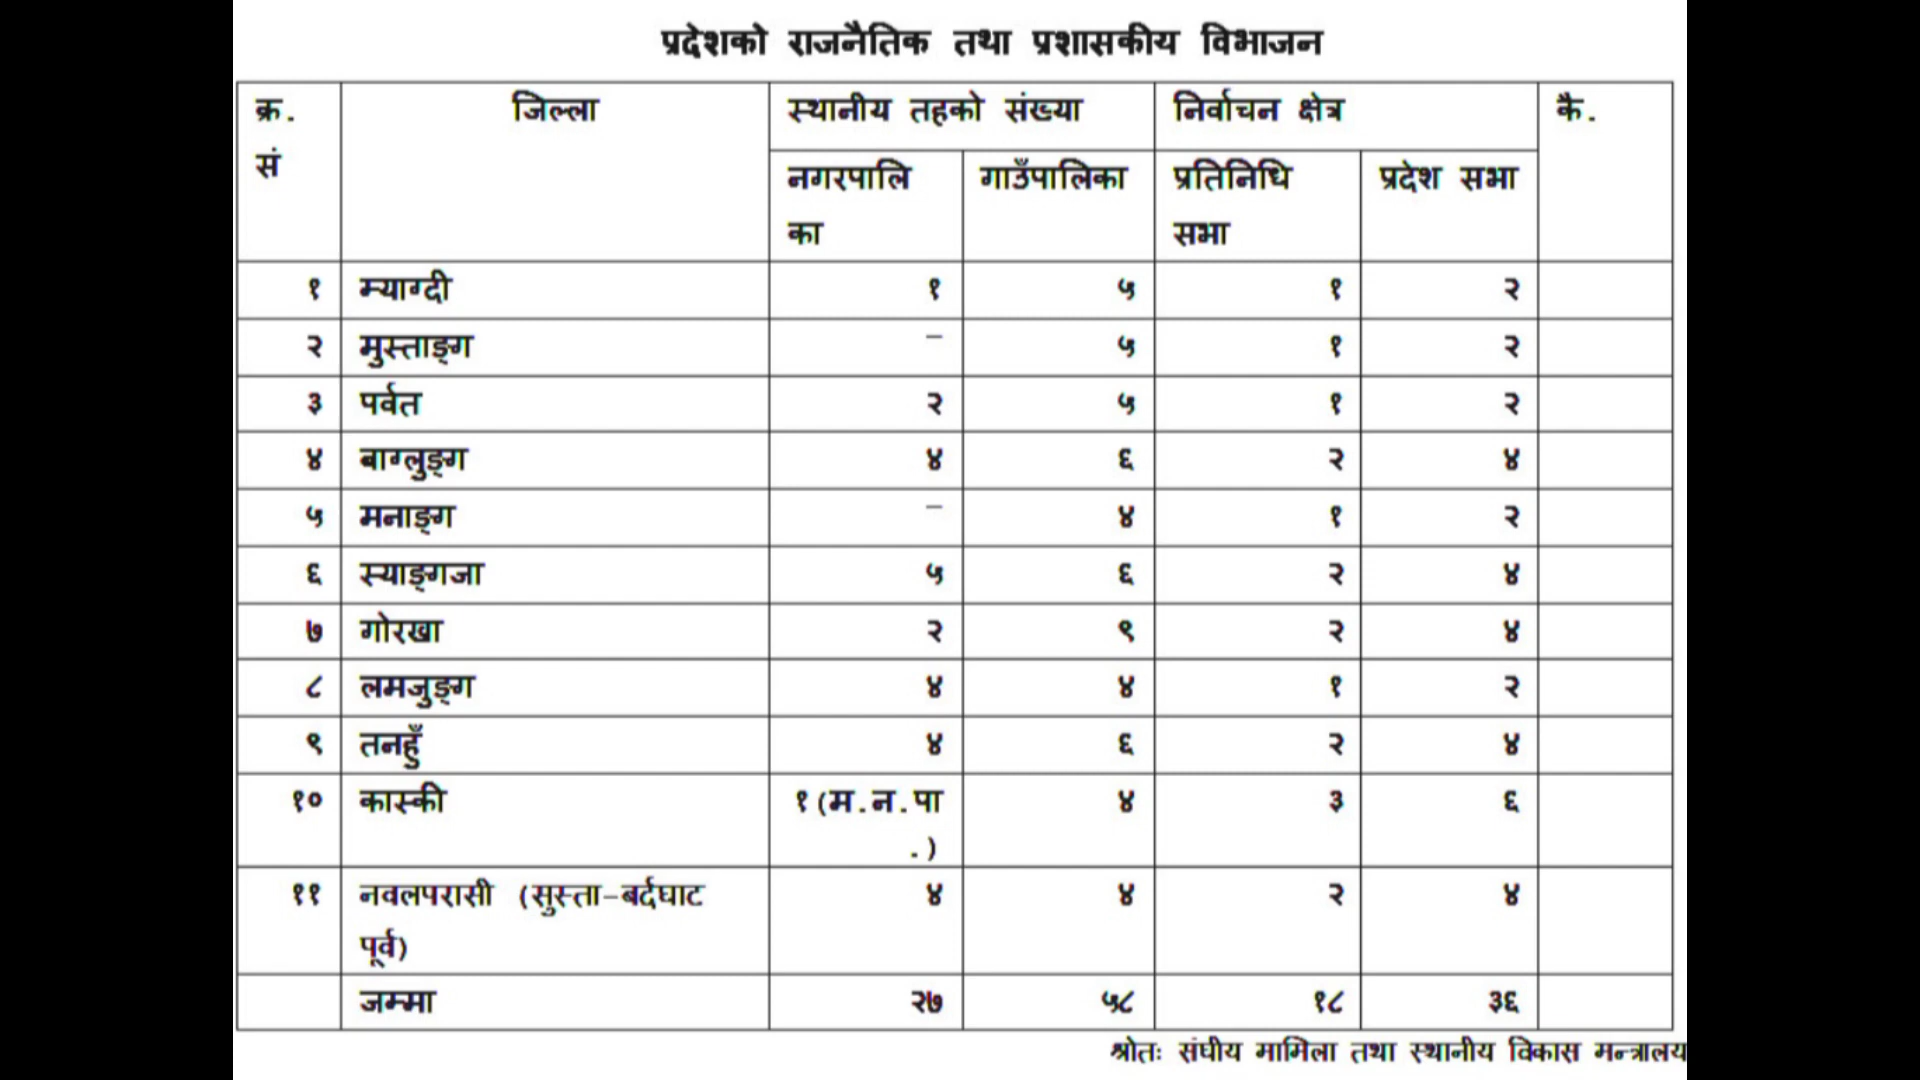 प्रदेशको राजनैतिक तथा प्रशासकीय विभाजन
क्र. जिल्ला स्थानीय तहको संख्या निर्वाचन क्षेत्र कै.
सं नगरपालि गाउँपालिका प्रतिनिधि प्रदेश सभा
का सभा
१ म्याग्दी १ ५ १ २
२ मुस्ताङ्ग – ५ १ २
३ पर्वत २ ५ १ २
४ बाग्लुङ्ग ४ ६ २ ४
५ मनाङ्ग – ४ १ २
६ स्याङ्गजा ५ ६ २ ४
७ गोरखा २ ९ २ ४
८ लमजुङ्ग ४ ४ १ २
९ तनहुँ ४ ६ २ ४
१० कास्की १(म.न.पा ४ ३ ६
.)
११ नवलपरासी (सुस्ता–बर्दघाट ४ ४ २ ४
पूर्व)
जम्मा २७ ५८ १८ ३६
श्रोतः संघीय मामिला तथा स्थानीय विकास मन्त्रालय